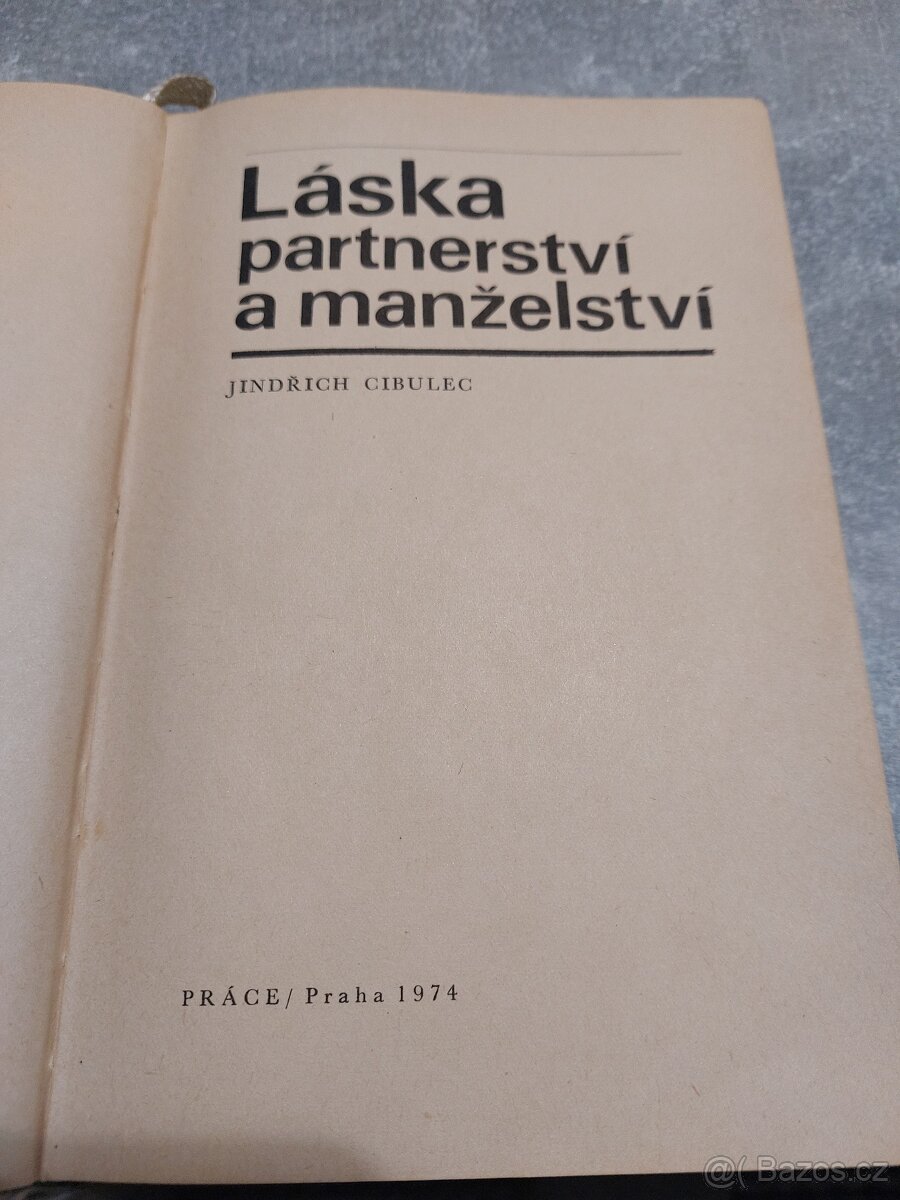 Láska
partnerství
a manželství
JINDŘICH CIBULEC
PRÁCE/ Praha 1974
@( Bazos.cz